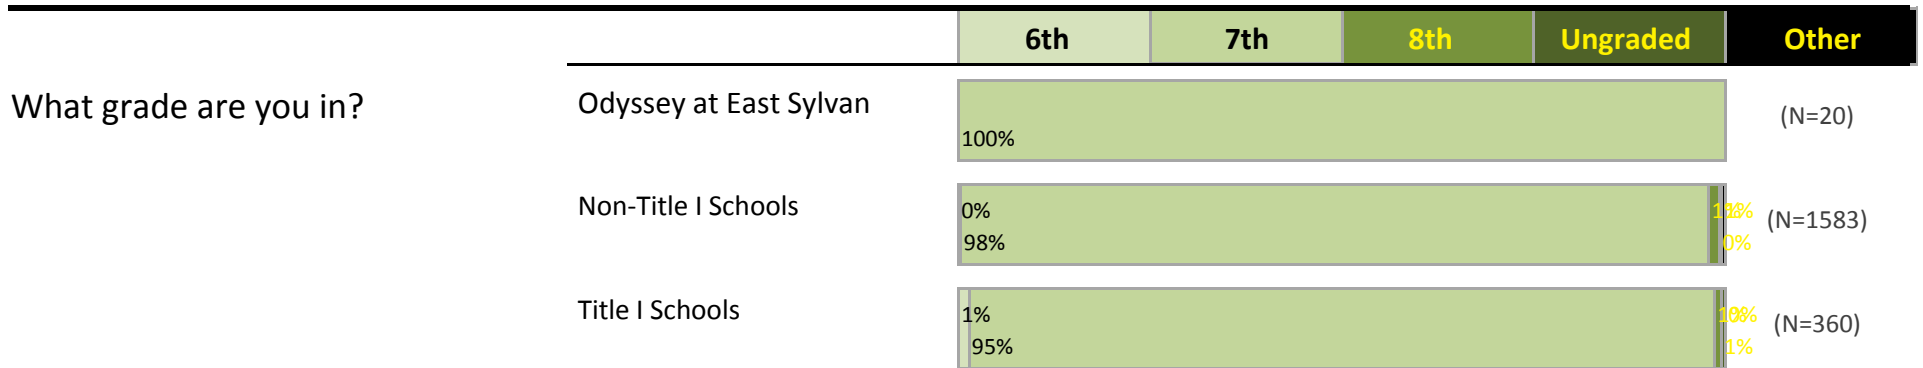 6th 7th 8th Ungraded Other
What grade are you in? Odyssey at East Sylvan (N=20)
100%
Non-Title I Schools 0% (N=1583)
98% 0%
Title I Schools 1% (N=360)
95% 1%